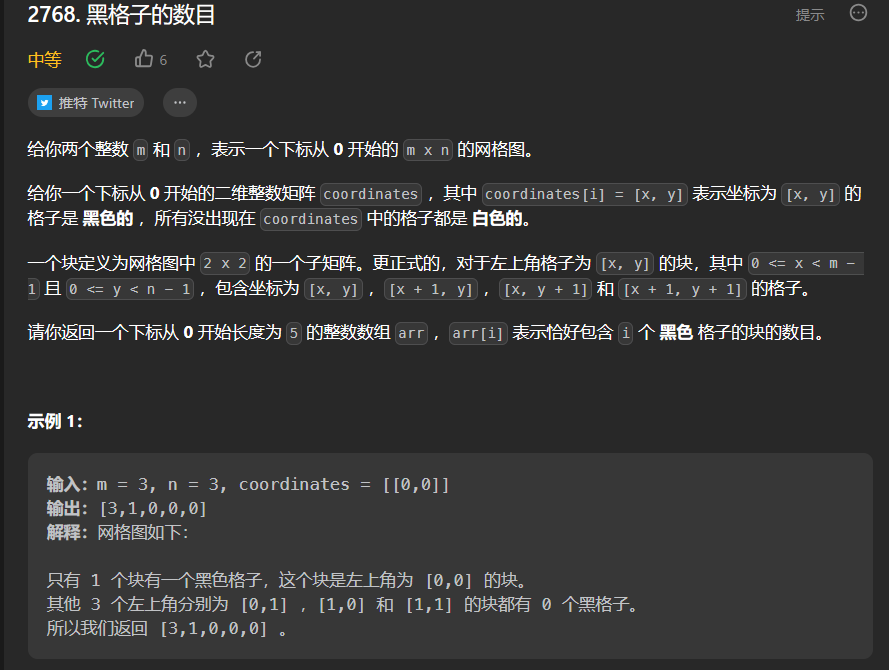 2768. 黑格子的数目
提示
中等
6
推特 Twitter
...
给你两个整数 m 和 n ，表示一个下标从 0 开始的 m x n 的网格图。
给你一个下标从 0 开始的二维整数矩阵 coordinates ，其中 coordinates[i] = [x, y] 表示坐标为 [x, y] 的
格子是 黑色的 ，所有没出现在 coordinates 中的格子都是 白色的。
一个块定义为网格图中 2 x 2 的一个子矩阵。更正式的，对于左上角格子为 [x, y] 的块，其中 0 <= x < m -
1 且 0 <= y < n - 1 ，包含坐标为 [x, y] ，[x + 1, y] ，[x, y + 1] 和 [x + 1, y + 1] 的格子。
请你返回一个下标从 0 开始长度为 5 的整数数组 arr ，arr[i] 表示恰好包含 i 个 黑色 格子的块的数目。
示例 1：
输入：m = 3, n = 3, coordinates = [[0,0]]
输出：[3,1,0,0,0]
解释：网格图如下：
只有 1 个块有一个黑色格子，这个块是左上角为 [0,0] 的块。
其他 3 个左上角分别为 [0,1] ，[1,0] 和 [1,1] 的块都有 0 个黑格子。
所以我们返回 [3,1,0,0,0] 。